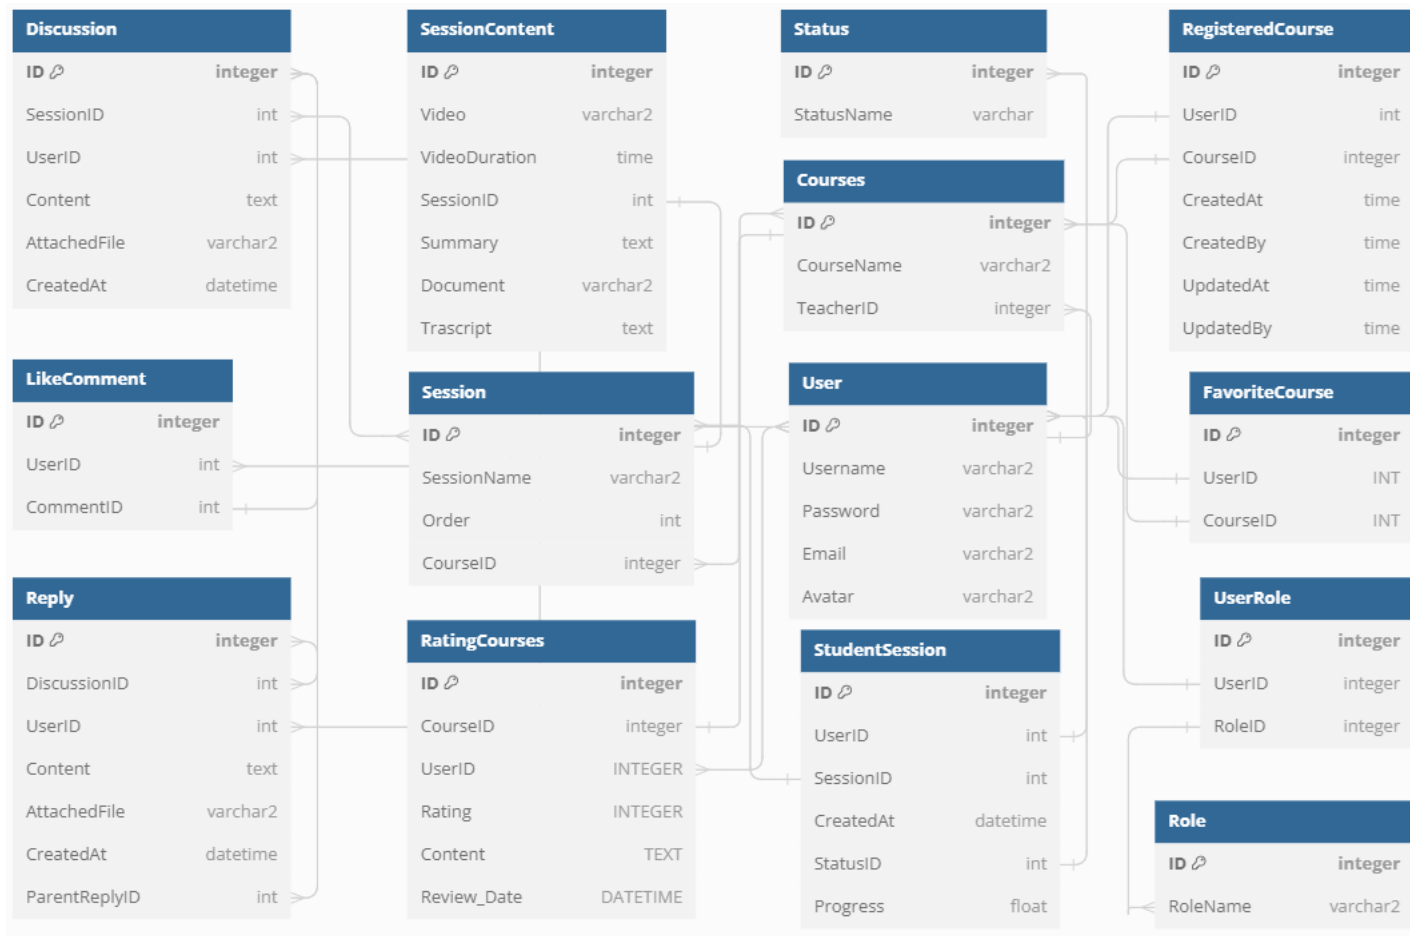 Discussion
ID integer
SessionID int
UserID int
Content text
AttachedFile varchar2
CreatedAt datetime
LikeComment
ID integer
UserID int
CommentID int
Reply
ID integer
DiscussionID int
UserID int
Content text
AttachedFile varchar2
CreatedAt datetime
ParentReplyID int
SessionContent
ID integer
Video varchar2
VideoDuration time
SessionID int
Summary text
Document varchar2
Trascript text
Session
ID integer
SessionName varchar2
Order int
CourseID integer
RatingCourses
ID integer
CourseID integer
UserID INTEGER
Rating INTEGER
Content TEXT
Review_Date DATETIME
Status
ID integer
StatusName varchar
Courses
ID integer
CourseName varchar2
TeacherID integer
User
ID integer
Username varchar2
Password varchar2
Email varchar2
Avatar varchar2
StudentSession
ID integer
UserID int
SessionID int
CreatedAt datetime
StatusID int
Progress float
RegisteredCourse
ID integer
UserID int
CourseID integer
CreatedAt time
CreatedBy time
UpdatedAt time
UpdatedBy time
FavoriteCourse
ID integer
UserID INT
CourseID INT
UserRole
ID integer
UserID integer
RoleID integer
Role
ID integer
RoleName varchar2